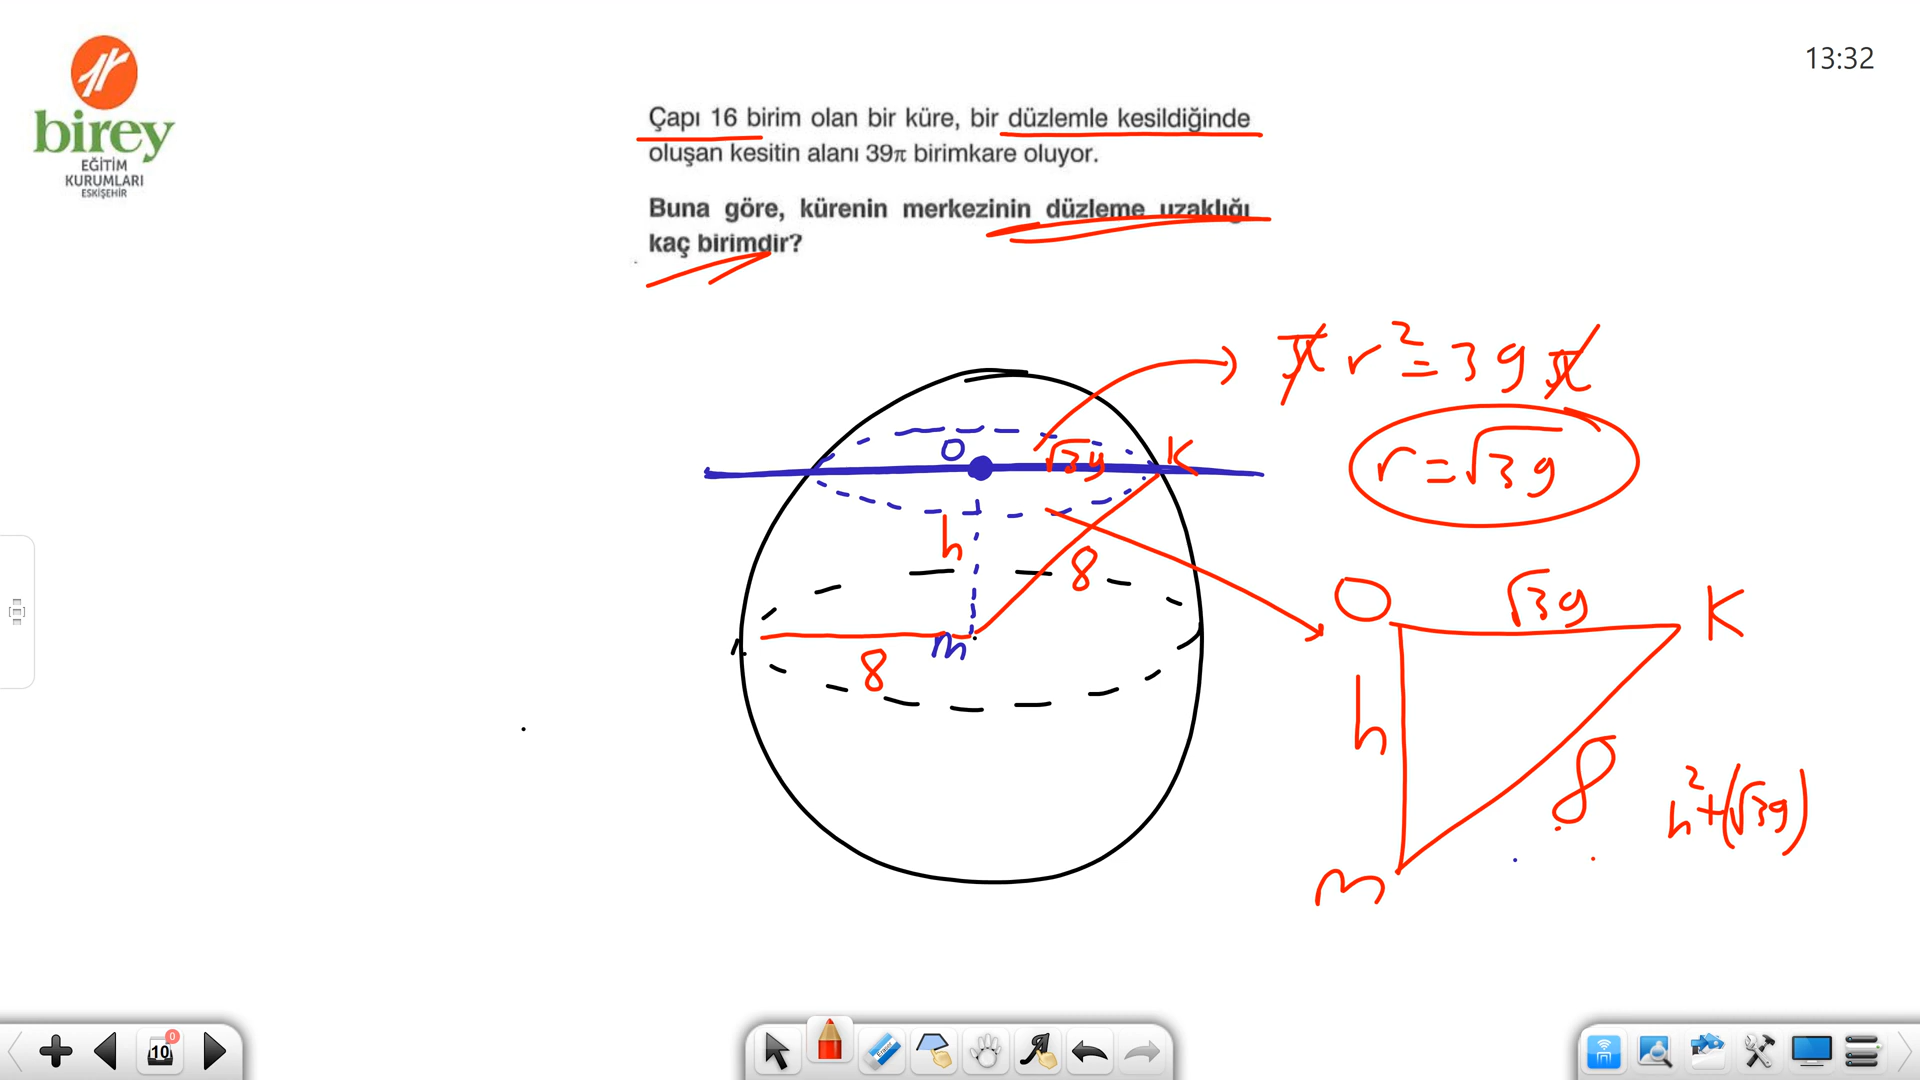 13:32
birey
EĞİTİM
KURUMLARI
ESKİŞEHİR
Çapı 16 birim olan bir küre, bir düzlemle kesildiğinde
oluşan kesitin alanı 39π birimkare oluyor.
Buna göre, kürenin merkezinin düzleme uzaklığı
kaç birimdir?
π r² = 39 π
r = √39
O √39 K
h
8
m
8
O √39 K
h
8
h² + (√39)
m
10
0
Eraser